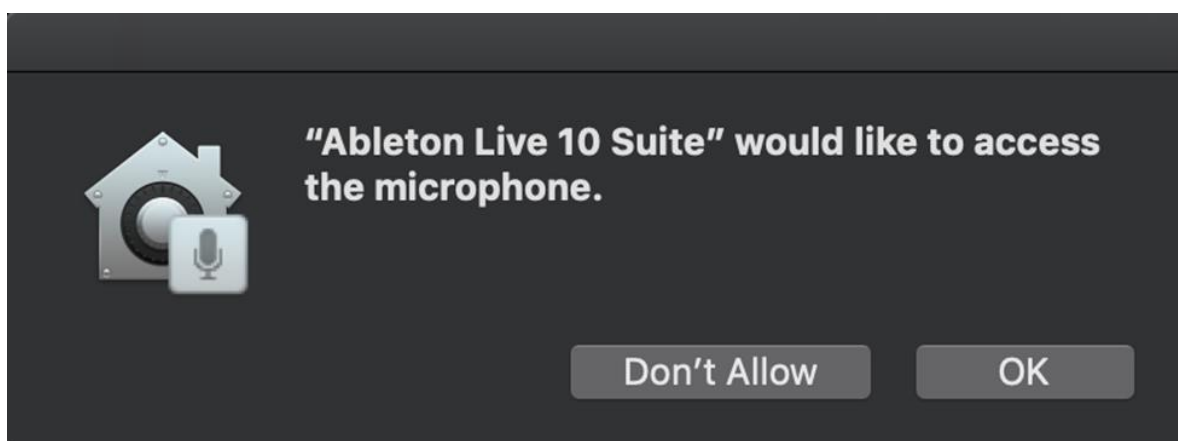 “Ableton Live 10 Suite” would like to access
the microphone.
Don’t Allow
OK